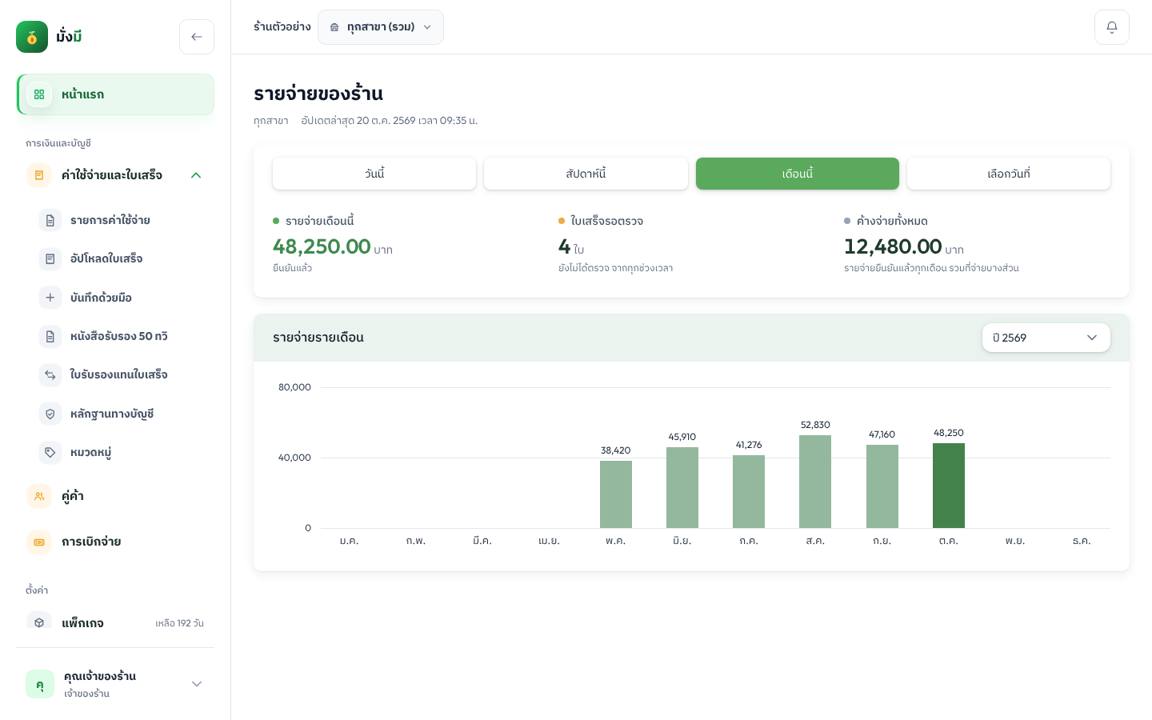 มั่งมี
หน้าแรก
การเงินและบัญชี
ค่าใช้จ่ายและใบเสร็จ
รายการค่าใช้จ่าย
อัปโหลดใบเสร็จ
บันทึกด้วยมือ
หนังสือรับรอง 50 ทวิ
ใบรับรองแทนใบเสร็จ
หลักฐานทางบัญชี
หมวดหมู่
คู่ค้า
การเบิกจ่าย
ตั้งค่า
แพ็กเกจ เหลือ 192 วัน
คุ คุณเจ้าของร้าน
เจ้าของร้าน
ร้านตัวอย่าง ทุกสาขา (รวม)
รายจ่ายของร้าน
ทุกสาขา อัปเดตล่าสุด 20 ต.ค. 2569 เวลา 09:35 น.
วันนี้ สัปดาห์นี้ เดือนนี้ เลือกวันที่
รายจ่ายเดือนนี้ ใบเสร็จรอตรวจ ค้างจ่ายทั้งหมด
48,250.00 บาท 4 ใบ 12,480.00 บาท
ยืนยันแล้ว ยังไม่ได้ตรวจ จากทุกช่วงเวลา รายจ่ายยืนยันแล้วทุกเดือน รวมที่จ่ายบางส่วน
รายจ่ายรายเดือน ปี 2569
80,000
52,830
38,420 45,910 41,276 47,160 48,250
40,000
0
ม.ค. ก.พ. มี.ค. เม.ย. พ.ค. มิ.ย. ก.ค. ส.ค. ก.ย. ต.ค. พ.ย. ธ.ค.